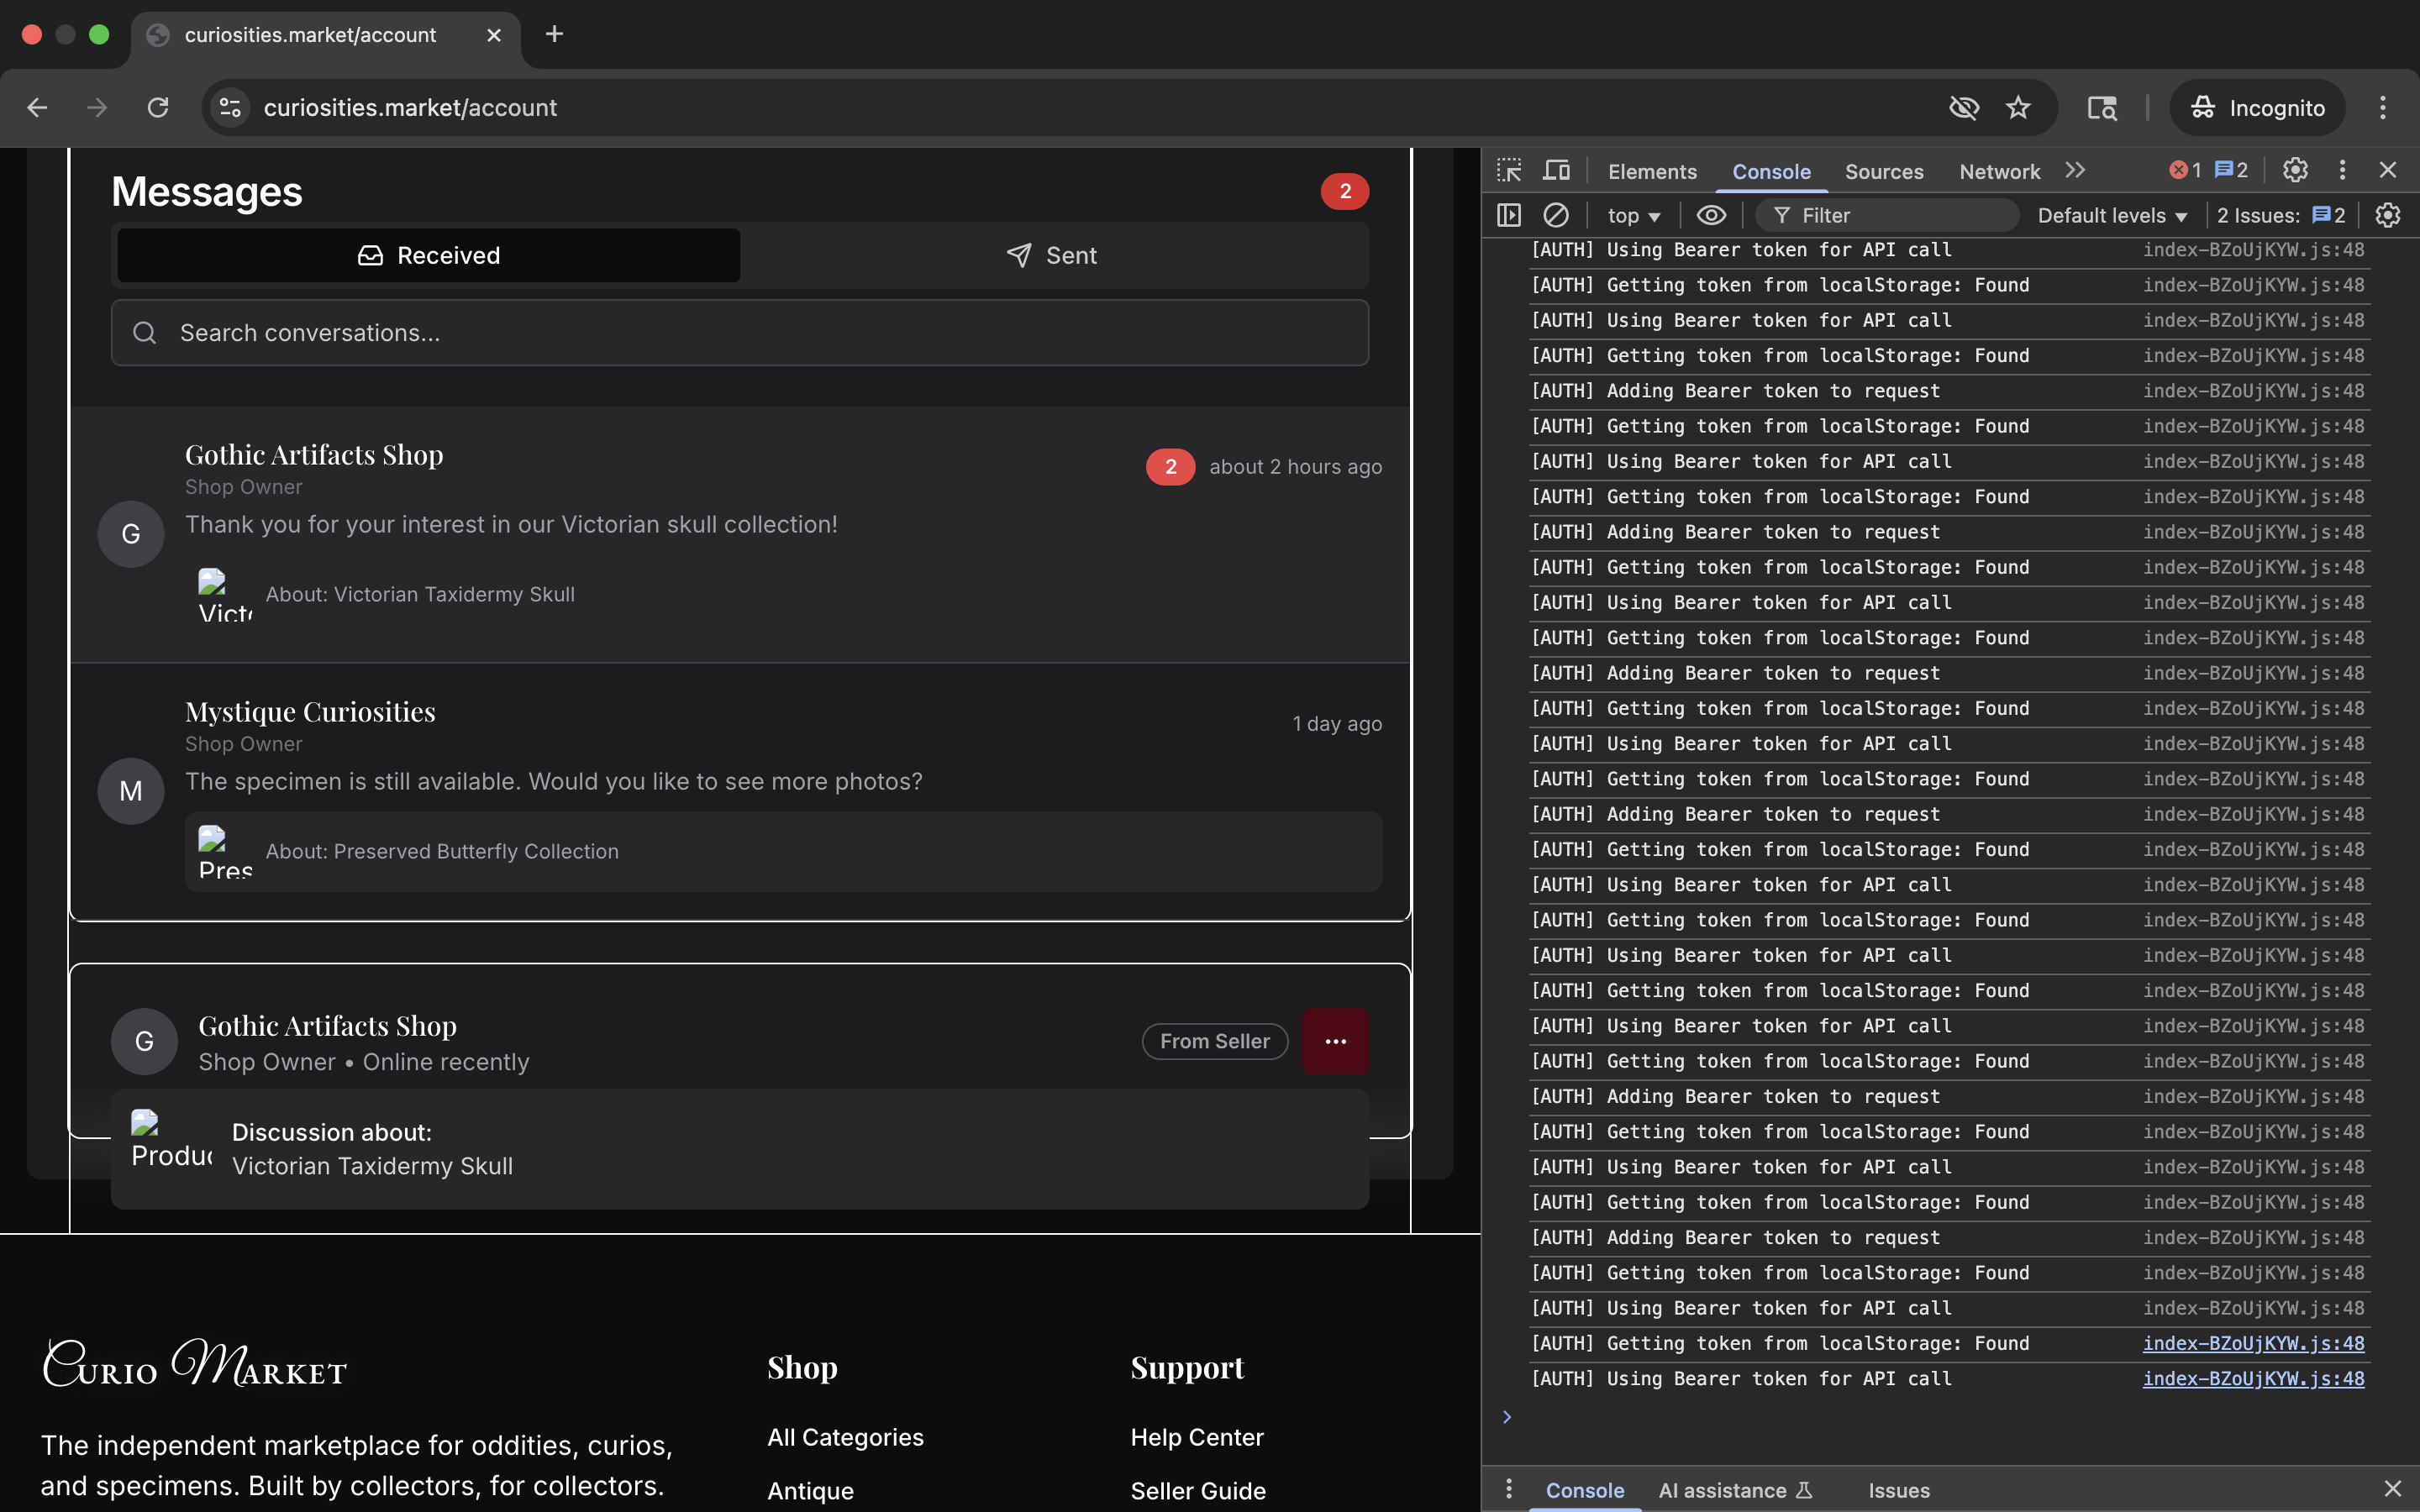 curiosities.market/account
curiosities.market/account
Incognito
Messages
2
Received
Sent
Search conversations...
Gothic Artifacts Shop
2
about 2 hours ago
Shop Owner
G
Thank you for your interest in our Victorian skull collection!
Victo
About: Victorian Taxidermy Skull
Mystique Curiosities
1 day ago
Shop Owner
M
The specimen is still available. Would you like to see more photos?
Pres
About: Preserved Butterfly Collection
G
Gothic Artifacts Shop
Shop Owner • Online recently
From Seller
Discussion about:
Produc
Victorian Taxidermy Skull
Curio Market
The independent marketplace for oddities, curios,
and specimens. Built by collectors, for collectors.
Shop
All Categories
Antique
Support
Help Center
Seller Guide
Elements
Console
Sources
Network
1
2
top
Filter
Default levels
2 Issues:
2
[AUTH] Using Bearer token for API call index-BZoUjKYW.js:48
[AUTH] Getting token from localStorage: Found index-BZoUjKYW.js:48
[AUTH] Using Bearer token for API call index-BZoUjKYW.js:48
[AUTH] Getting token from localStorage: Found index-BZoUjKYW.js:48
[AUTH] Adding Bearer token to request index-BZoUjKYW.js:48
[AUTH] Getting token from localStorage: Found index-BZoUjKYW.js:48
[AUTH] Using Bearer token for API call index-BZoUjKYW.js:48
[AUTH] Getting token from localStorage: Found index-BZoUjKYW.js:48
[AUTH] Adding Bearer token to request index-BZoUjKYW.js:48
[AUTH] Getting token from localStorage: Found index-BZoUjKYW.js:48
[AUTH] Using Bearer token for API call index-BZoUjKYW.js:48
[AUTH] Getting token from localStorage: Found index-BZoUjKYW.js:48
[AUTH] Adding Bearer token to request index-BZoUjKYW.js:48
[AUTH] Getting token from localStorage: Found index-BZoUjKYW.js:48
[AUTH] Using Bearer token for API call index-BZoUjKYW.js:48
[AUTH] Getting token from localStorage: Found index-BZoUjKYW.js:48
[AUTH] Adding Bearer token to request index-BZoUjKYW.js:48
[AUTH] Getting token from localStorage: Found index-BZoUjKYW.js:48
[AUTH] Using Bearer token for API call index-BZoUjKYW.js:48
[AUTH] Getting token from localStorage: Found index-BZoUjKYW.js:48
[AUTH] Using Bearer token for API call index-BZoUjKYW.js:48
[AUTH] Getting token from localStorage: Found index-BZoUjKYW.js:48
[AUTH] Using Bearer token for API call index-BZoUjKYW.js:48
[AUTH] Getting token from localStorage: Found index-BZoUjKYW.js:48
[AUTH] Adding Bearer token to request index-BZoUjKYW.js:48
[AUTH] Getting token from localStorage: Found index-BZoUjKYW.js:48
[AUTH] Using Bearer token for API call index-BZoUjKYW.js:48
[AUTH] Getting token from localStorage: Found index-BZoUjKYW.js:48
[AUTH] Adding Bearer token to request index-BZoUjKYW.js:48
[AUTH] Getting token from localStorage: Found index-BZoUjKYW.js:48
[AUTH] Using Bearer token for API call index-BZoUjKYW.js:48
[AUTH] Getting token from localStorage: Found index-BZoUjKYW.js:48
[AUTH] Using Bearer token for API call index-BZoUjKYW.js:48
Console
AI assistance
Issues